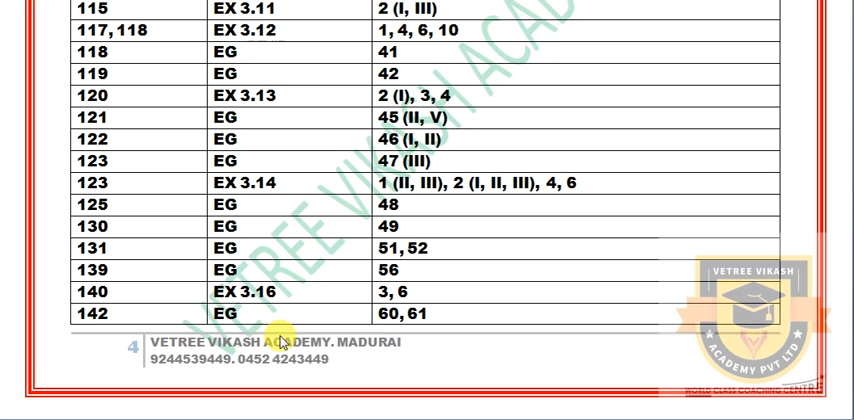 115 EX 3.11 2 (I, III)
117, 118 EX 3.12 1, 4, 6, 10
118 EG 41
119 EG 42
120 EX 3.13 2 (I), 3, 4
121 EG 45 (II, V)
122 EG 46 (I, II)
123 EG 47 (III)
123 EX 3.14 1 (II, III), 2 (I, II, III), 4, 6
125 EG 48
130 EG 49
131 EG 51, 52
139 EG 56
140 EX 3.16 3, 6
142 EG 60, 61
VETREE VIKASH ACAD
4 VETREE VIKASH ACADEMY. MADURAI
9244539449. 0452 4243449
VETREE VIKASH
ACADEMY PVT LTD
WORLD CLASS COACHING CENTRE